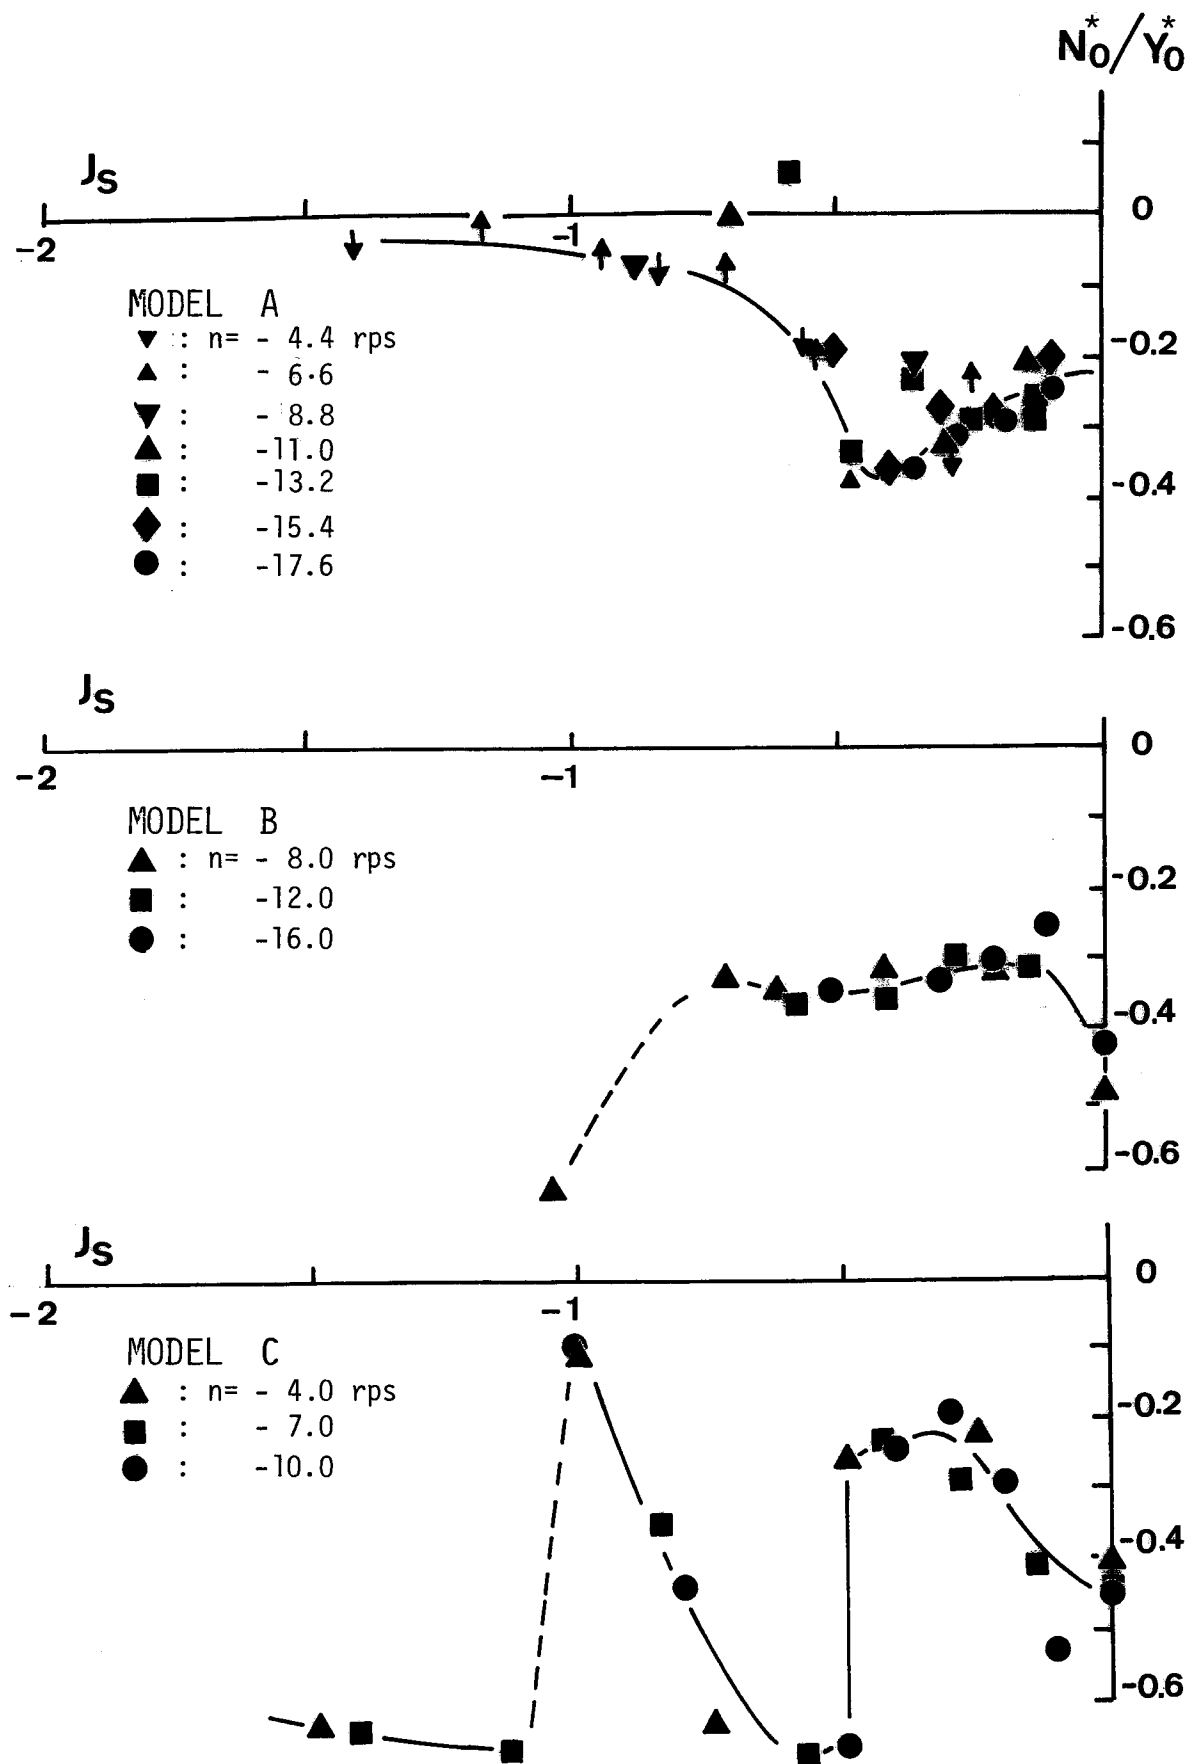 N₀*/Y₀*
Js
0
-2
-1
MODEL A
▼ : n= - 4.4 rps
▲ : - 6.6
▼ : - 8.8
▲ : -11.0
■ : -13.2
◆ : -15.4
● : -17.6
-0.2
-0.4
-0.6
Js
0
-2
-1
MODEL B
▲ : n= - 8.0 rps
■ : -12.0
● : -16.0
-0.2
-0.4
-0.6
Js
0
-2
-1
MODEL C
▲ : n= - 4.0 rps
■ : - 7.0
● : -10.0
-0.2
-0.4
-0.6